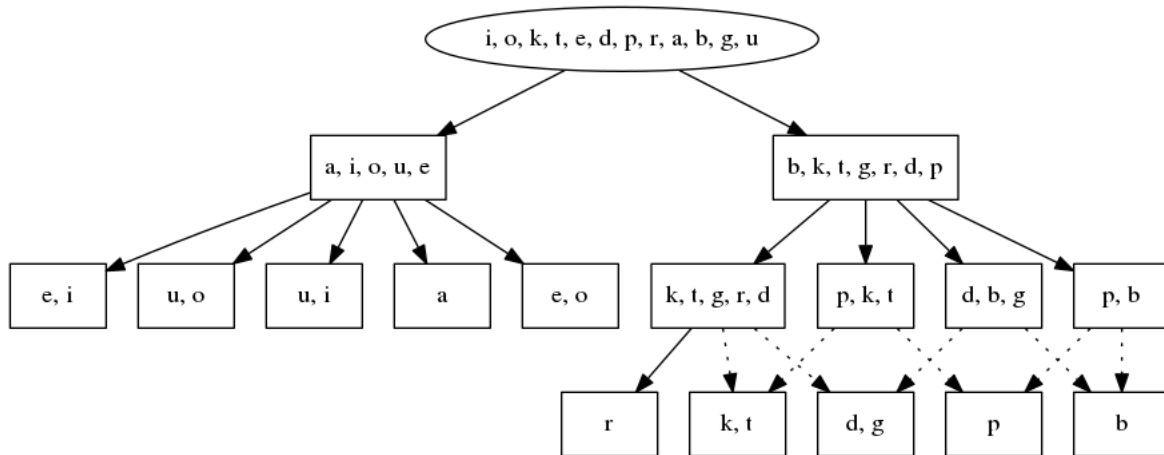 i, o, k, t, e, d, p, r, a, b, g, u
a, i, o, u, e
b, k, t, g, r, d, p
e, i
u, o
u, i
a
e, o
k, t, g, r, d
p, k, t
d, b, g
p, b
r
k, t
d, g
p
b